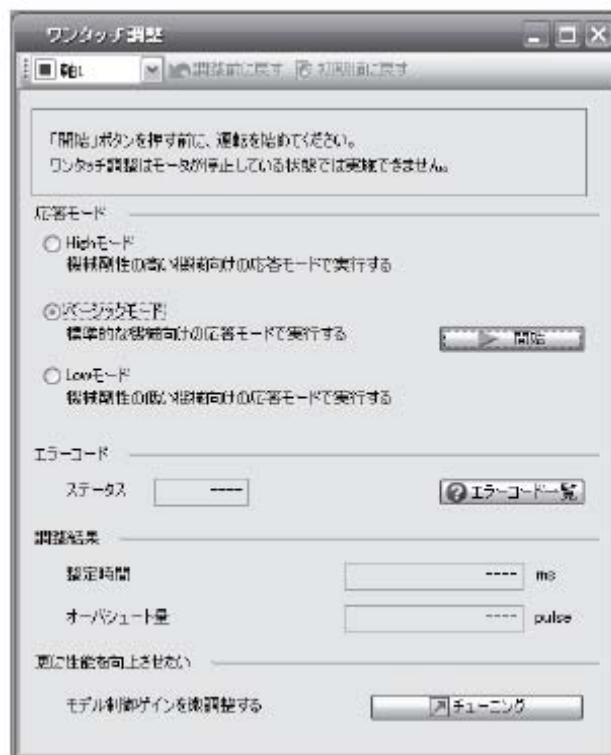 ワンタッチ調整
軸1 調整前に戻す 初期値に戻す
「開始」ボタンを押す前に、運転を始めてください。
ワンタッチ調整はモータが停止している状態では実施できません。
応答モード
Highモード
機械剛性の高い機械向けの応答モードで実行する
ベーシックモード
標準的な機械向けの応答モードで実行する
開始
Lowモード
機械剛性の低い機械向けの応答モードで実行する
エラーコード
ステータス ----
エラーコード一覧
調整結果
整定時間 ---- ms
オーバシュート量 ---- pulse
更に性能を向上させたい
モデル制御ゲインを微調整する チューニング